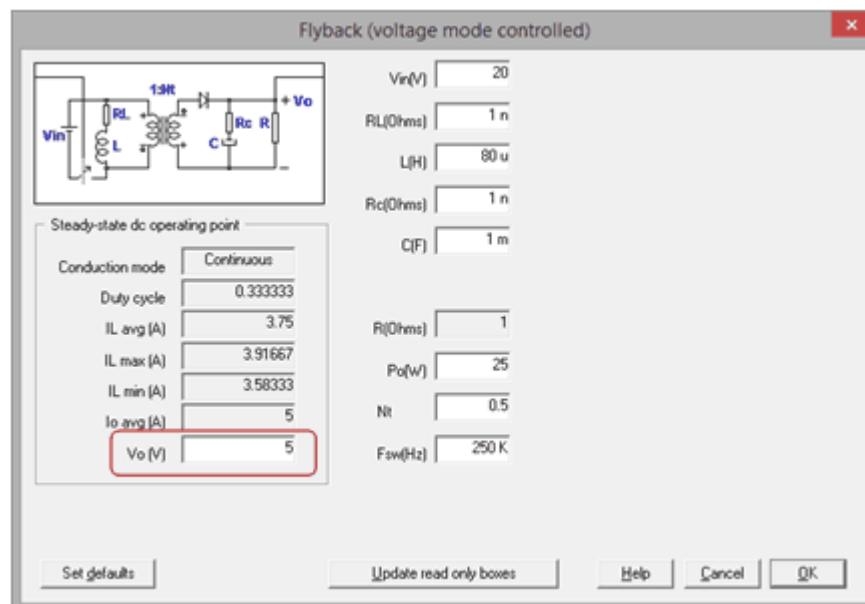 Flyback (voltage mode controlled)
1:Nt
RL
Vin
L
C
Rc
R
+ Vo
Steady-state dc operating point
Conduction mode Continuous
Duty cycle 0.333333
IL avg (A) 3.75
IL max (A) 3.91667
IL min (A) 3.58333
Io avg (A) 5
Vo (V) 5
Vin(V) 20
RL(Ohms) 1 n
L(H) 80 u
Rc(Ohms) 1 n
C(F) 1 m
R(Ohms) 1
Po(W) 25
Nt 0.5
Fsw(Hz) 250 K
Set defaults
Update read only boxes
Help
Cancel
OK